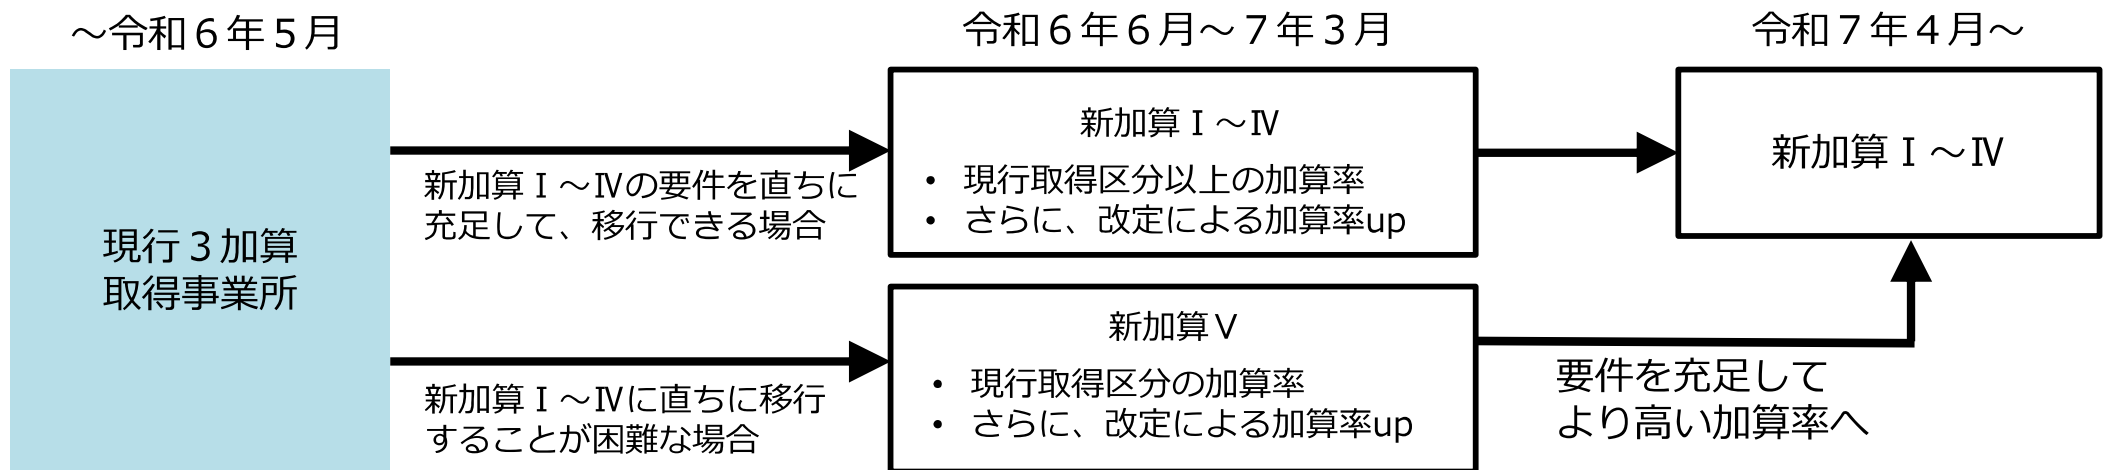 ～令和６年５月
令和６年６月～７年３月
令和７年４月～
現行３加算
取得事業所
新加算Ⅰ～Ⅳの要件を直ちに
充足して、移行できる場合
新加算Ⅰ～Ⅳ
• 現行取得区分以上の加算率
• さらに、改定による加算率up
新加算Ⅰ～Ⅳ
新加算Ⅰ～Ⅳに直ちに移行
することが困難な場合
新加算Ⅴ
• 現行取得区分の加算率
• さらに、改定による加算率up
要件を充足して
より高い加算率へ